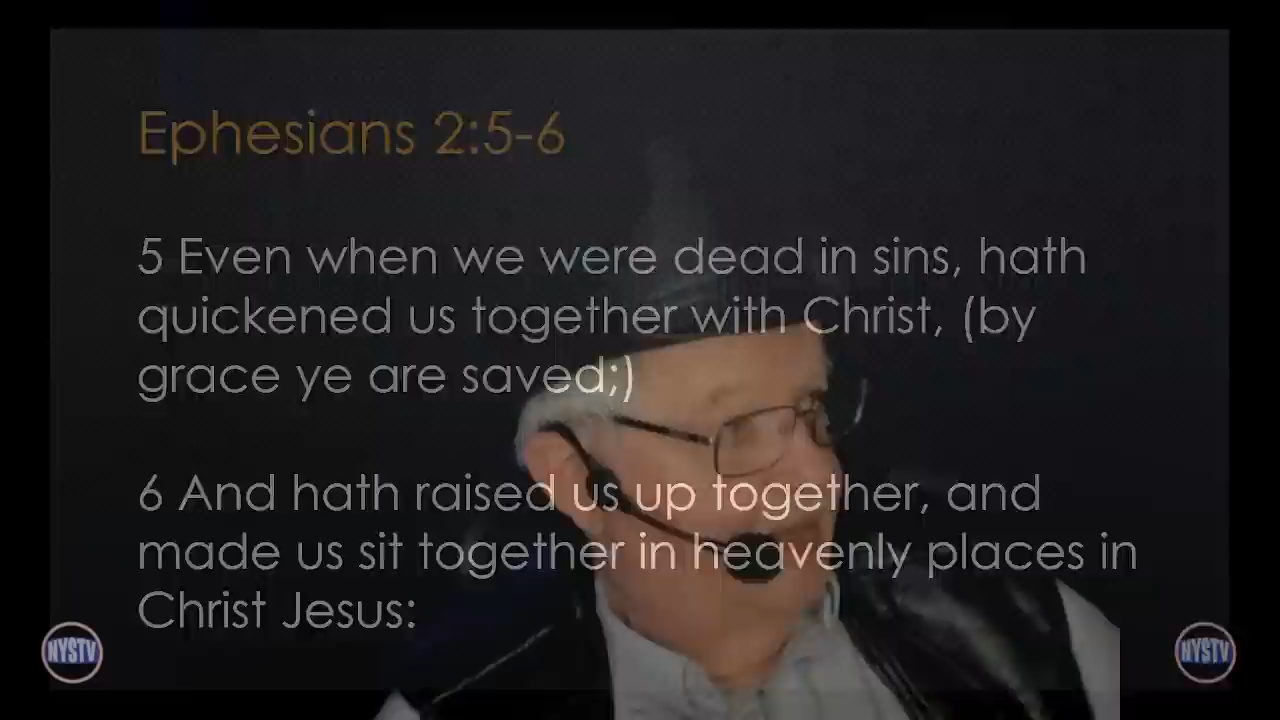 Ephesians 2:5-6
5 Even when we were dead in sins, hath
quickened us together with Christ, (by
grace ye are saved;)
6 And hath raised us up together, and
made us sit together in heavenly places in
Christ Jesus:
NYSTV
NYSTV